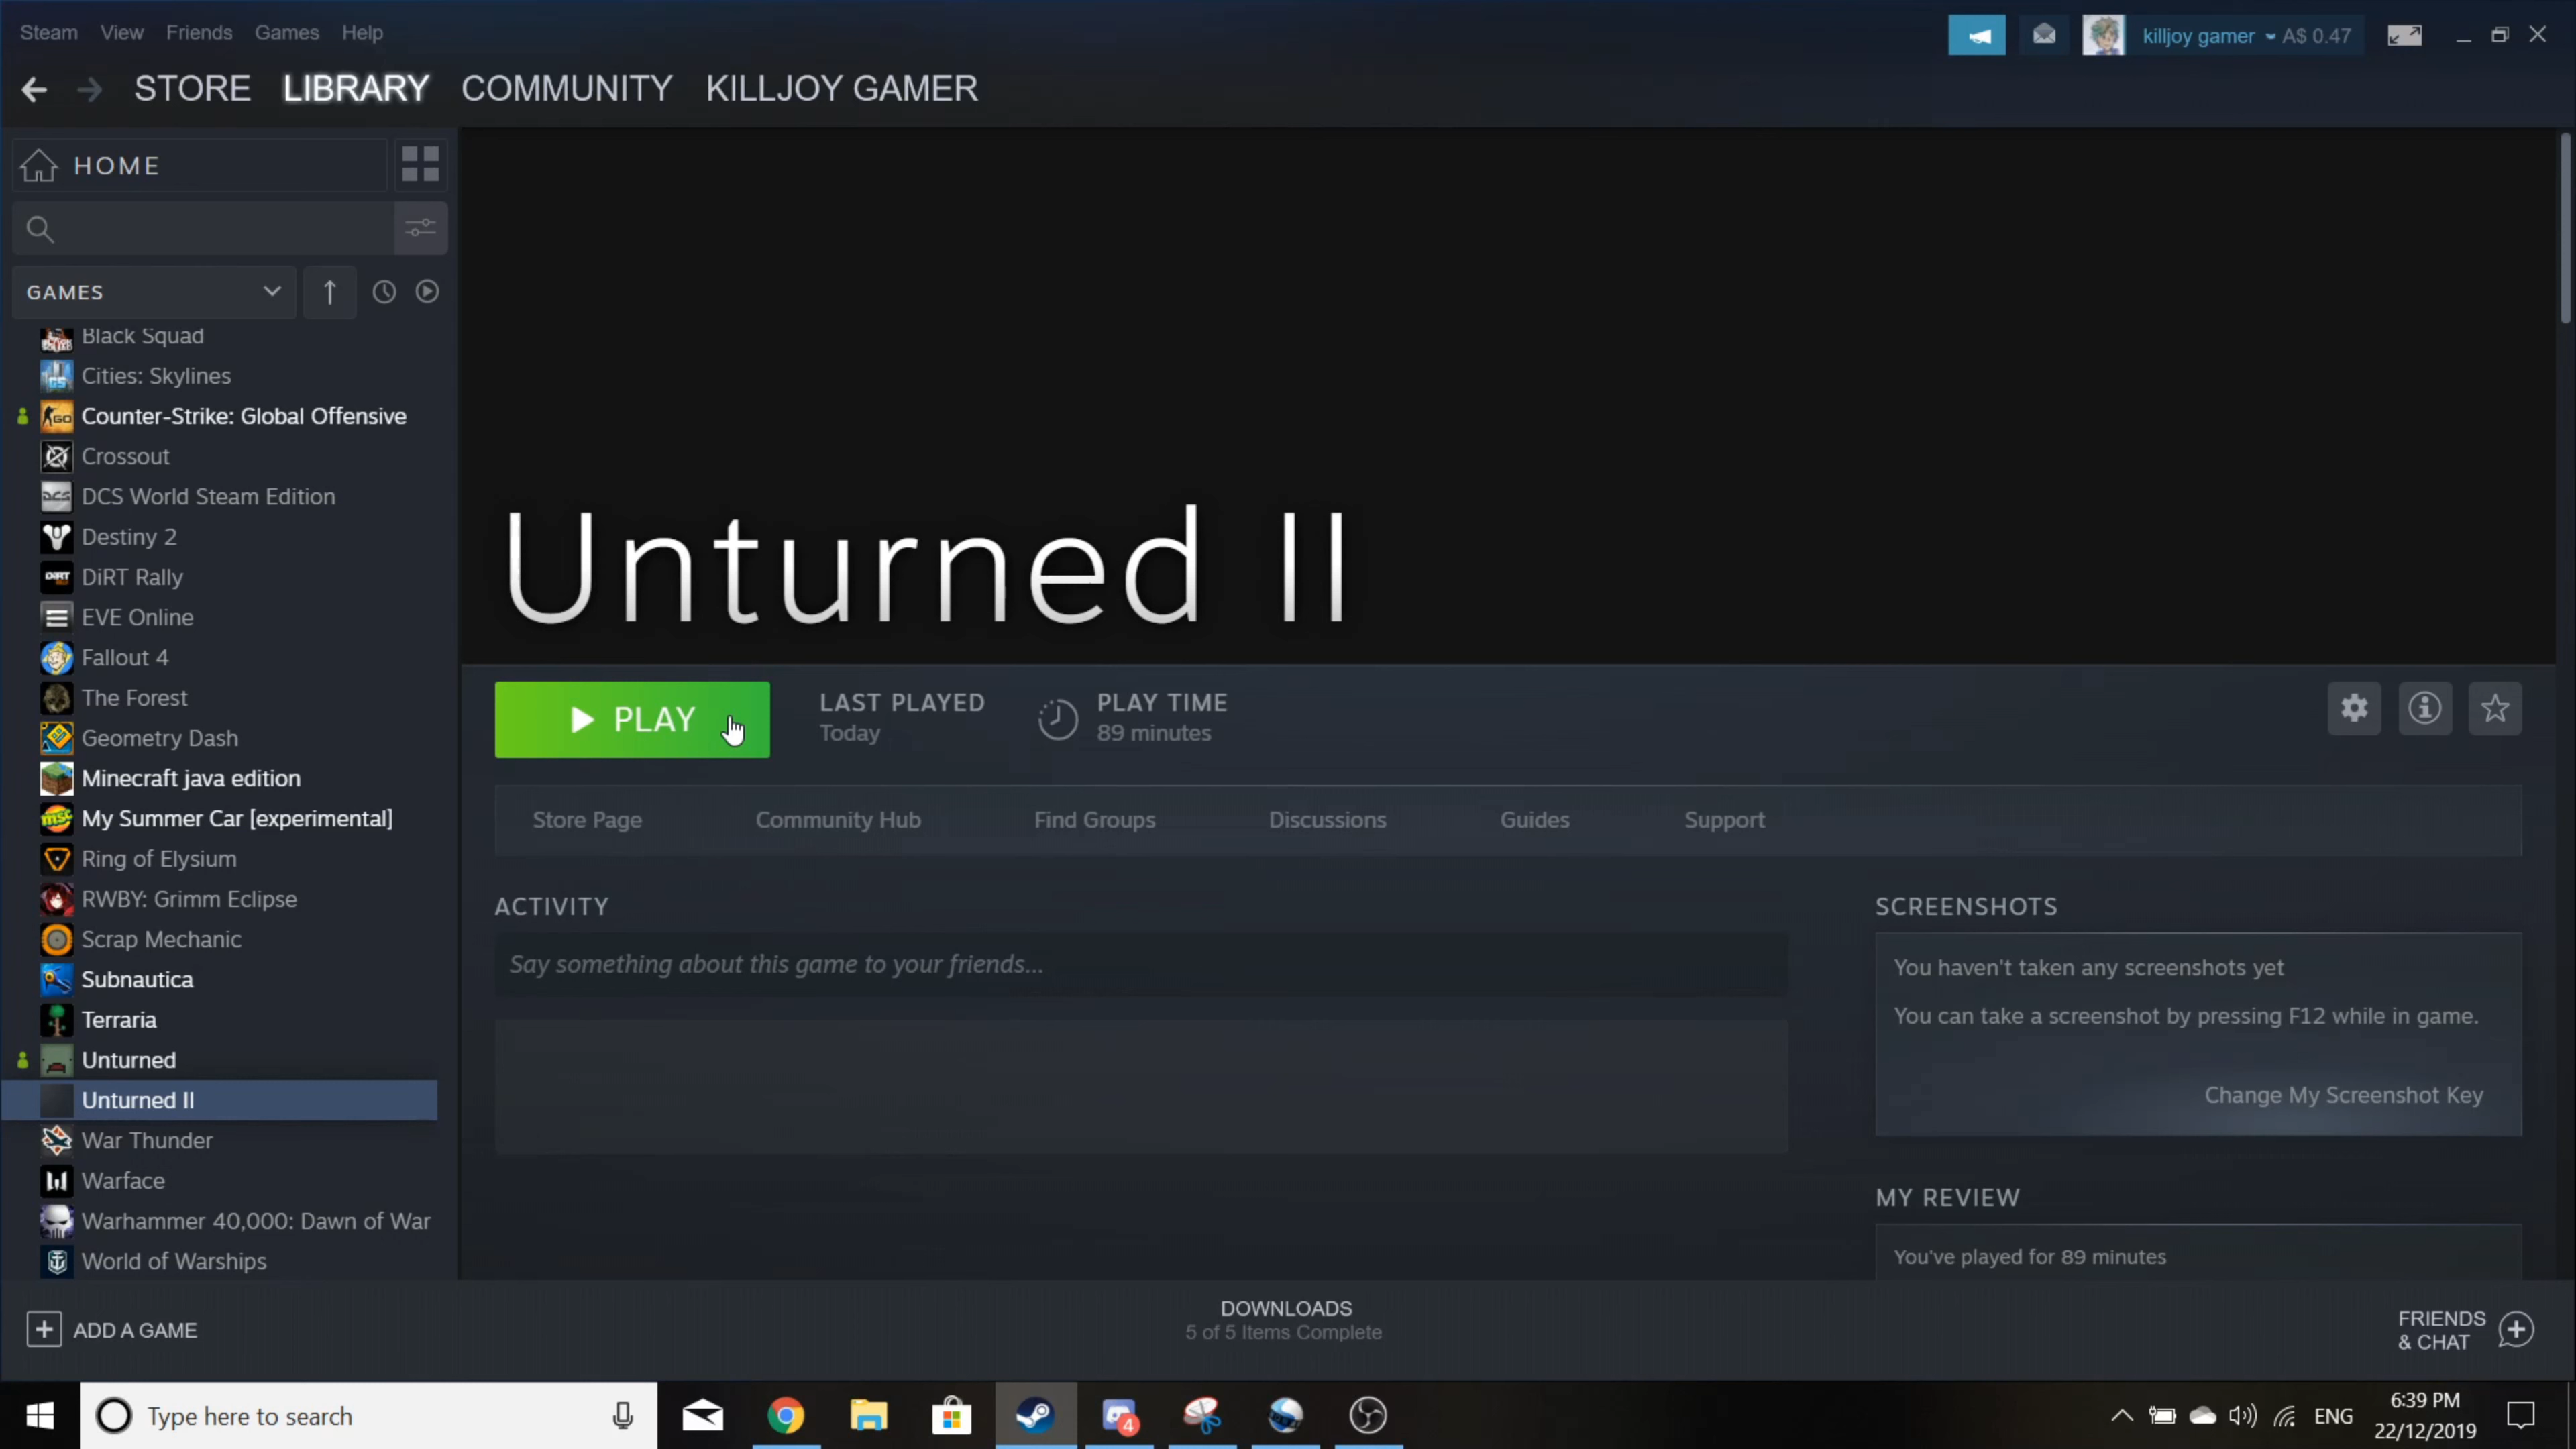 Steam View Friends Games Help
killjoy gamer A$ 0.47
STORE LIBRARY COMMUNITY KILLJOY GAMER
HOME
GAMES
Black Squad
Cities: Skylines
Counter-Strike: Global Offensive
Crossout
DCS World Steam Edition
Destiny 2
DiRT Rally
EVE Online
Fallout 4
The Forest
Geometry Dash
Minecraft java edition
My Summer Car [experimental]
Ring of Elysium
RWBY: Grimm Eclipse
Scrap Mechanic
Subnautica
Terraria
Unturned
Unturned II
War Thunder
Warface
Warhammer 40,000: Dawn of War
World of Warships
ADD A GAME
Unturned II
PLAY
LAST PLAYED
Today
PLAY TIME
89 minutes
Store Page Community Hub Find Groups Discussions Guides Support
ACTIVITY
Say something about this game to your friends...
SCREENSHOTS
You haven't taken any screenshots yet
You can take a screenshot by pressing F12 while in game.
Change My Screenshot Key
MY REVIEW
You've played for 89 minutes
DOWNLOADS
5 of 5 Items Complete
FRIENDS
& CHAT
Type here to search
4
ENG
6:39 PM
22/12/2019